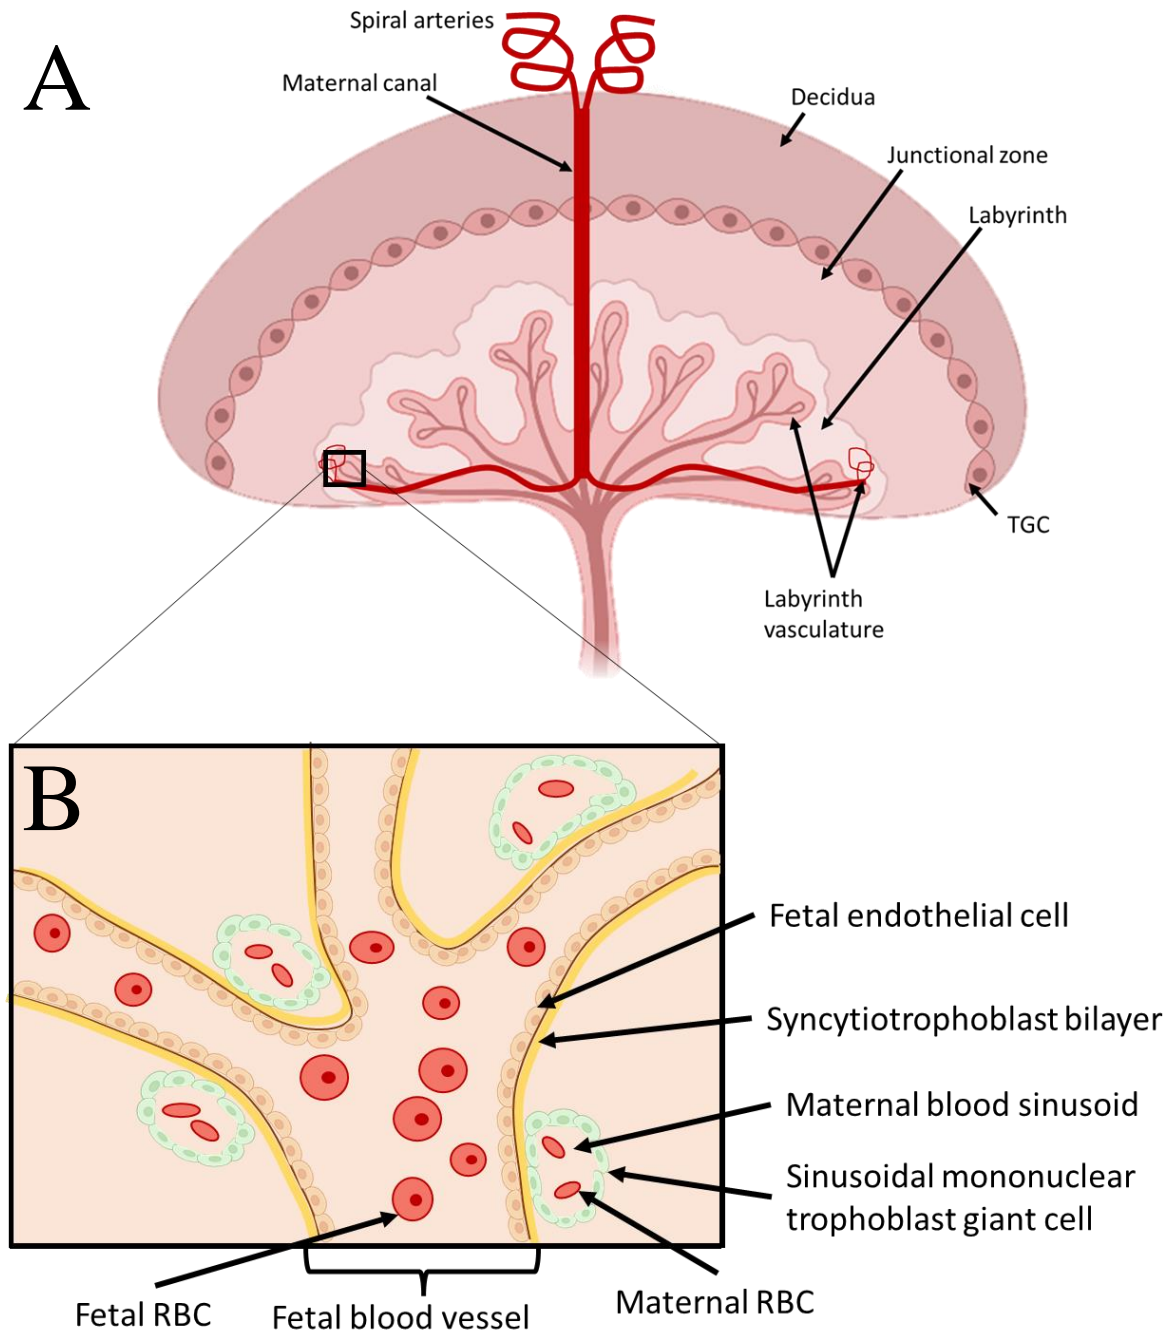 A
Spiral arteries
Maternal canal
Decidua
Junctional zone
Labyrinth
TGC
Labyrinth
vasculature
B
Fetal endothelial cell
Syncytiotrophoblast bilayer
Maternal blood sinusoid
Sinusoidal mononuclear
trophoblast giant cell
Maternal RBC
Fetal RBC
Fetal blood vessel